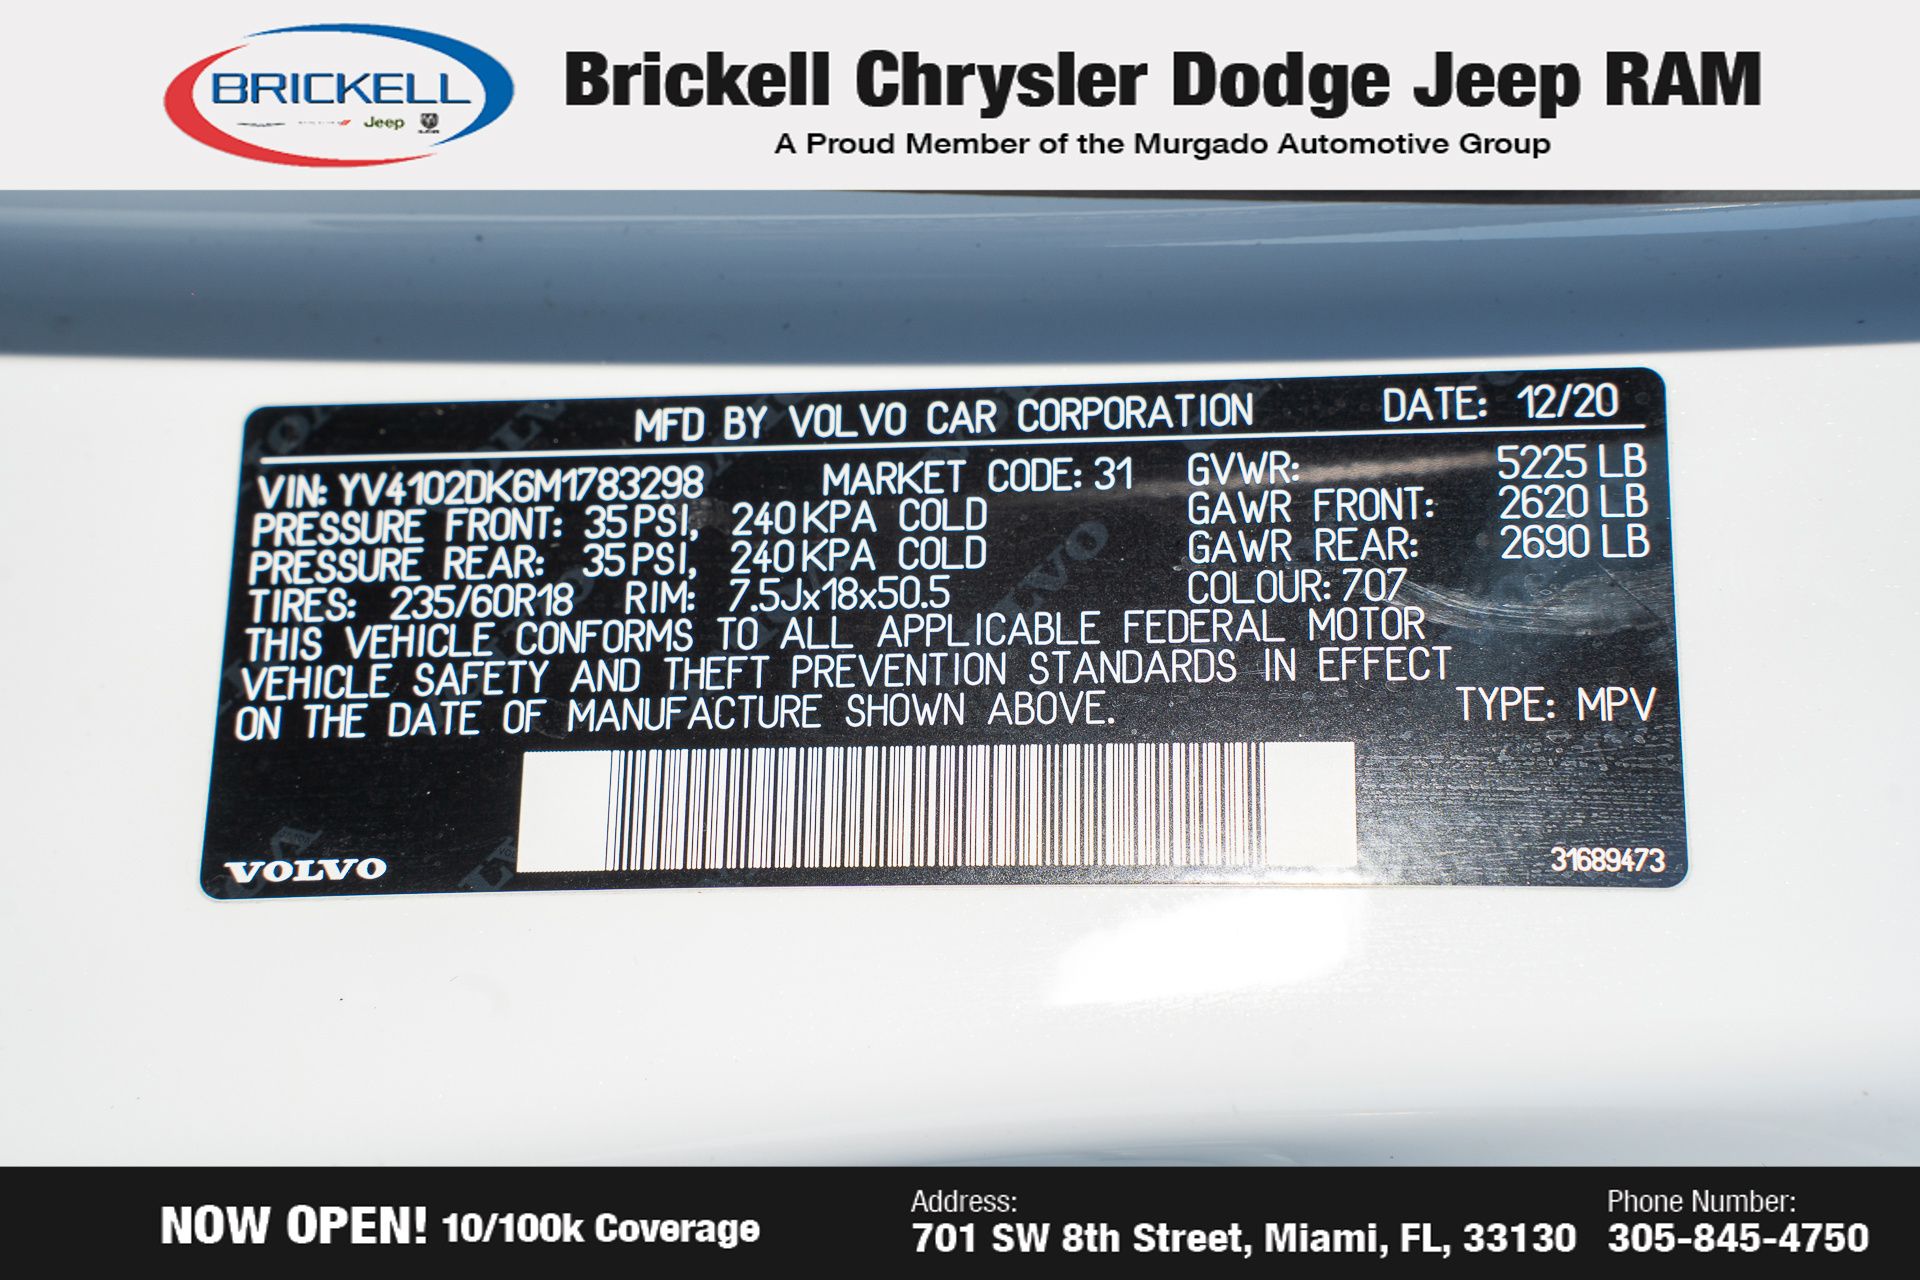 BRICKELL
Jeep
Brickell Chrysler Dodge Jeep RAM
A Proud Member of the Murgado Automotive Group
MFD BY VOLVO CAR CORPORATION DATE: 12/20
VIN: YV4102DK6M1783298 MARKET CODE: 31 GVWR: 5225 LB
PRESSURE FRONT: 35 PSI, 240 KPA COLD GAWR FRONT: 2620 LB
PRESSURE REAR: 35 PSI, 240 KPA COLD GAWR REAR: 2690 LB
TIRES: 235/60R18 RIM: 7.5Jx18x50.5 COLOUR: 707
THIS VEHICLE CONFORMS TO ALL APPLICABLE FEDERAL MOTOR
VEHICLE SAFETY AND THEFT PREVENTION STANDARDS IN EFFECT
ON THE DATE OF MANUFACTURE SHOWN ABOVE. TYPE: MPV
VOLVO 31689473
NOW OPEN! 10/100k Coverage
Address:
701 SW 8th Street, Miami, FL, 33130
Phone Number:
305-845-4750